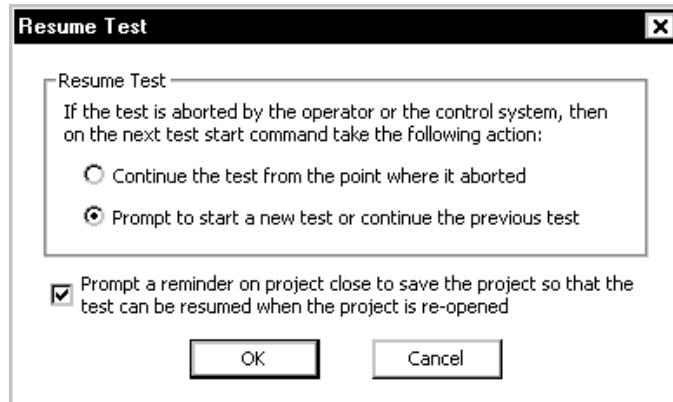 Resume Test
Resume Test
If the test is aborted by the operator or the control system, then
on the next test start command take the following action:
Continue the test from the point where it aborted
Prompt to start a new test or continue the previous test
Prompt a reminder on project close to save the project so that the
test can be resumed when the project is re-opened
OK
Cancel